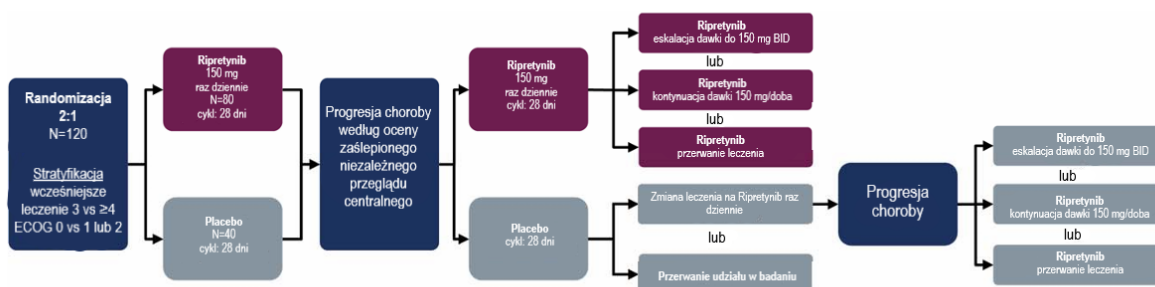 Randomizacja
2:1
N=120
Stratyfikacja
wcześniejsze
leczenie 3 vs ≥4
ECOG 0 vs 1 lub 2
Ripretynib
150 mg
raz dziennie
N=80
cykl: 28 dni
Placebo
N=40
cykl: 28 dni
Progresja choroby
według oceny
zaślepionego
niezależnego
przeglądu
centralnego
Ripretynib
150 mg
raz dziennie
cykl: 28 dni
Placebo
cykl: 28 dni
Ripretynib
eskalacja dawki do 150 mg BID
lub
Ripretynib
kontynuacja dawki 150 mg/doba
lub
Ripretynib
przerwanie leczenia
Zmiana leczenia na Ripretynib raz
dziennie
lub
Przerwanie udziału w badaniu
Progresja
choroby
Ripretynib
eskalacja dawki do 150 mg BID
lub
Ripretynib
kontynuacja dawki 150 mg/doba
lub
Ripretynib
przerwanie leczenia